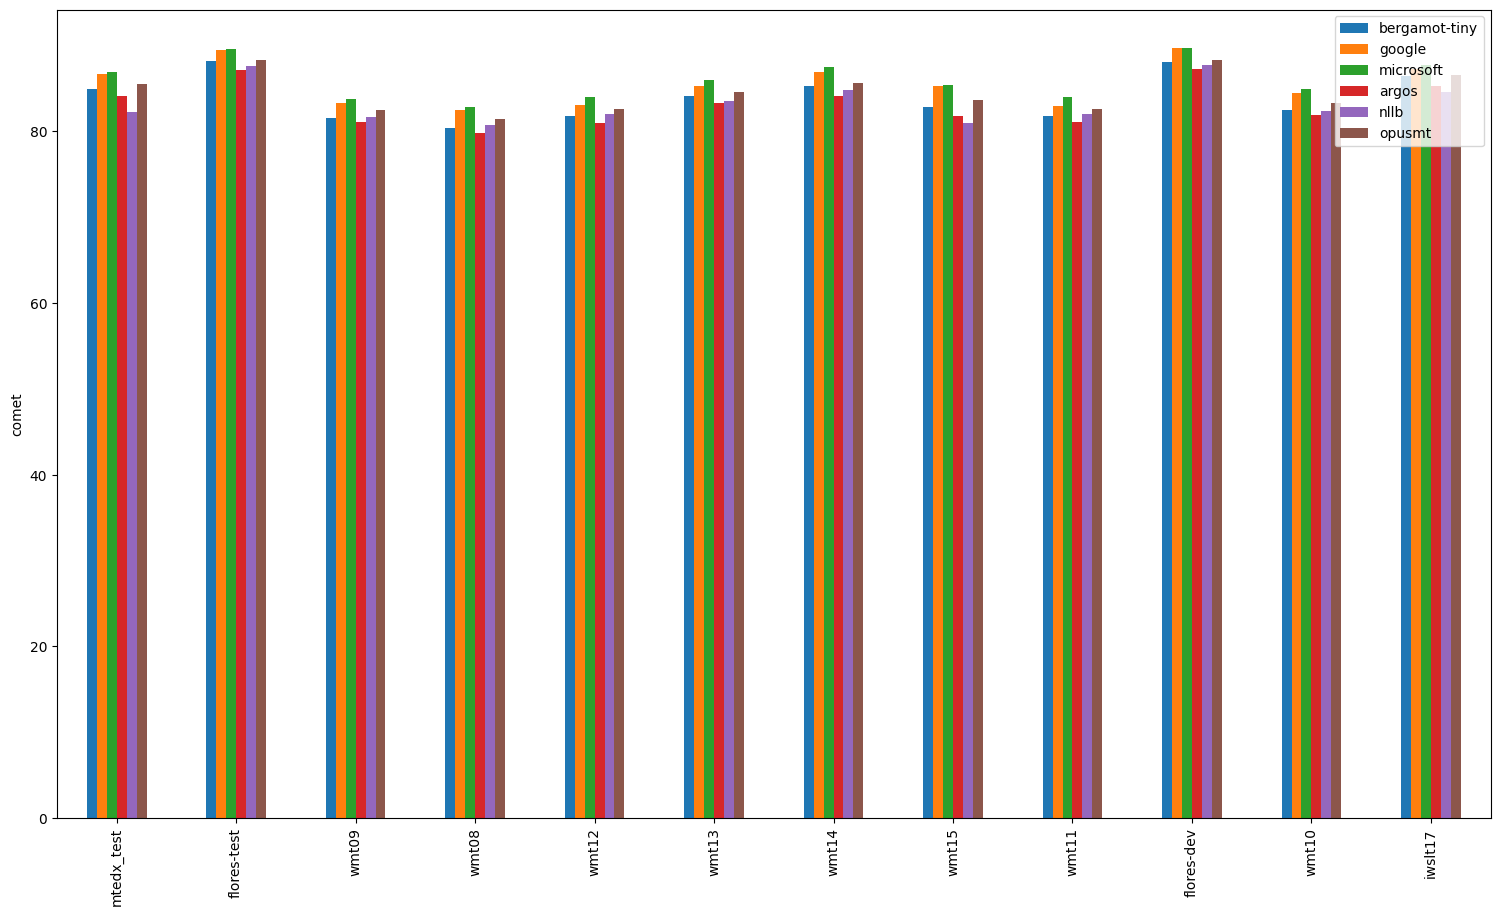 bergamot-tiny
google
microsoft
argos
nllb
opusmt
80
60
40
20
0
comet
mtedx_test
flores-test
wmt09
wmt08
wmt12
wmt13
wmt14
wmt15
wmt11
flores-dev
wmt10
iwslt17